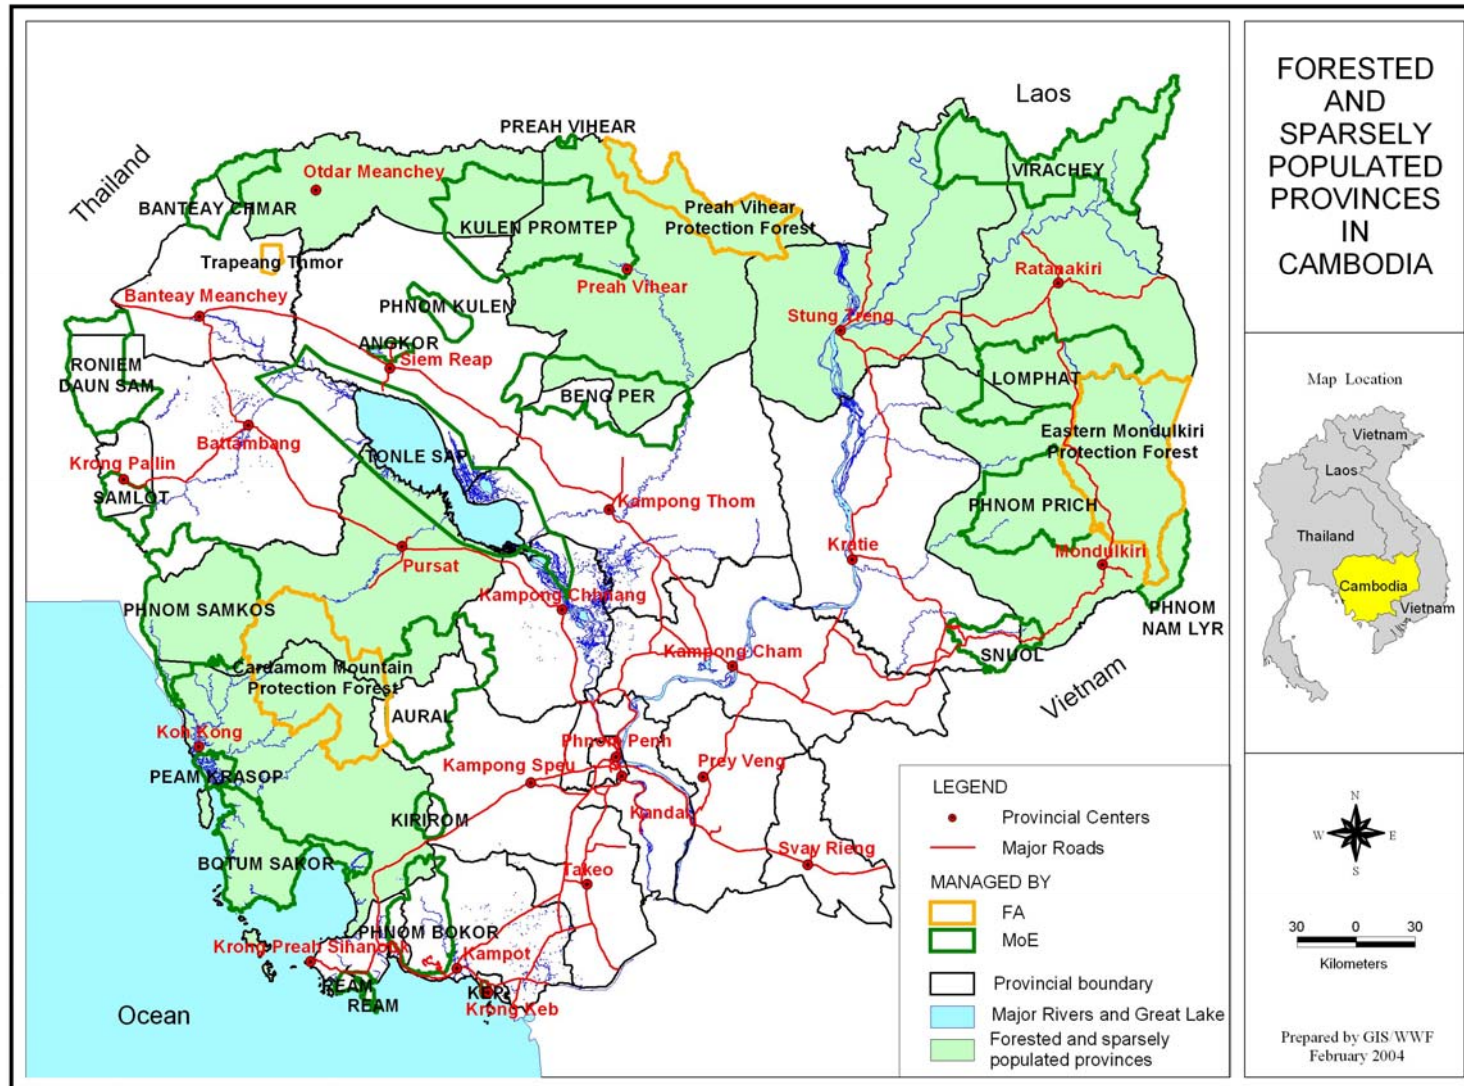 FORESTED
AND
SPARSELY
POPULATED
PROVINCES
IN
CAMBODIA
Laos
Thailand
PREAH VIHEAR
Otdar Meanchey
VIRACHEY
BANTEAY CHMAR
Preah Vihear
Protection Forest
KULEN PROMTEP
Trapeang Thmor
Ratanakiri
Preah Vihear
Banteay Meanchey
PHNOM KULEN
Stung Treng
ANGKOR
Siem Reap
RONIEM
DAUN SAM
LOMPHAT
BENG PER
Battambang
Eastern Mondulkiri
Protection Forest
TONLE SAP
Krong Pailin
SAMLOT
Kampong Thom
PHNOM PRICH
Kratie
Mondulkiri
Pursat
Kampong Chhnang
PHNOM SAMKOS
PHNOM
NAM LYR
Kampong Cham
SNUOL
Cardamom Mountain
Protection Forest
Vietnam
AURAL
Koh Kong
Phnom Penh
PEAM KRASOP
Kampong Speu
Prey Veng
Kandal
KIRIROM
Svay Rieng
BOTUM SAKOR
Takeo
PHNOM BOKOR
Krong Preah Sihanouk
Kampot
REAM
REAM
KEP
Krong Keb
Ocean
LEGEND
Provincial Centers
Major Roads
MANAGED BY
FA
MoE
Provincial boundary
Major Rivers and Great Lake
Forested and sparsely
populated provinces
Map Location
Vietnam
Laos
Thailand
Cambodia
Vietnam
N
W
E
S
30 0 30
Kilometers
Prepared by GIS/WWF
February 2004